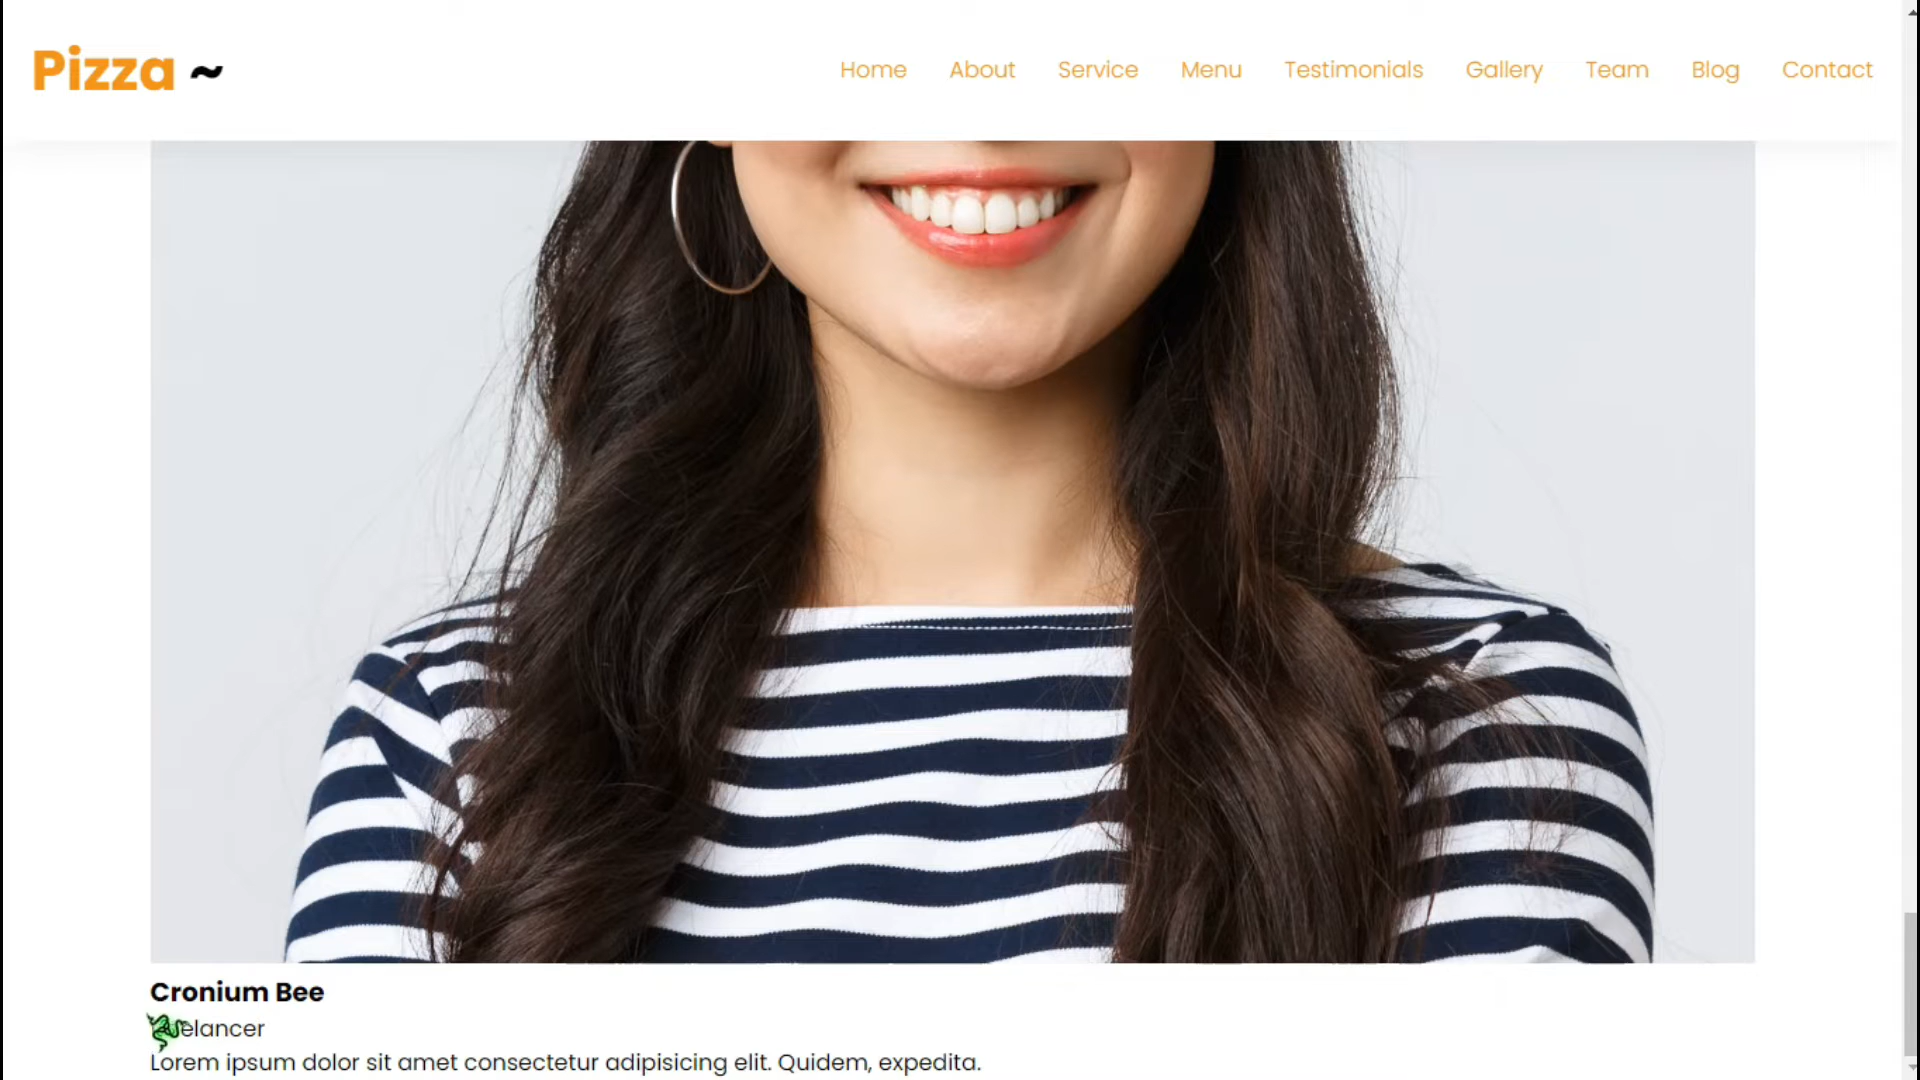 Pizza ~
Home About Service Menu Testimonials Gallery Team Blog Contact
Cronium Bee
elancer
Lorem ipsum dolor sit amet consectetur adipisicing elit. Quidem, expedita.